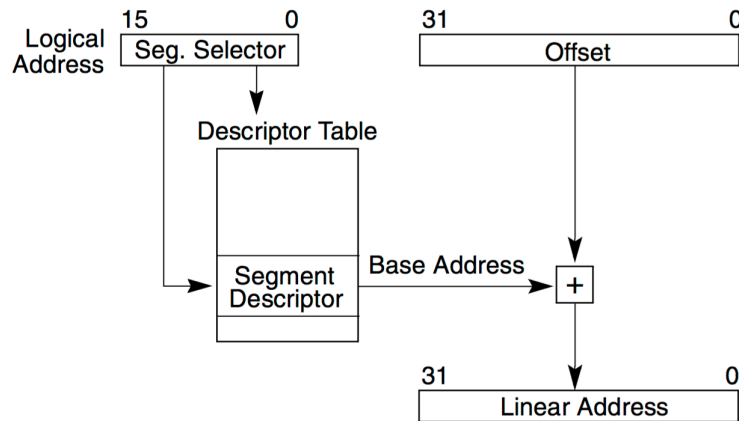 15 0 31 0
Logical Address
Seg. Selector
Offset
Descriptor Table
Segment
Descriptor
Base Address
+
31 0
Linear Address